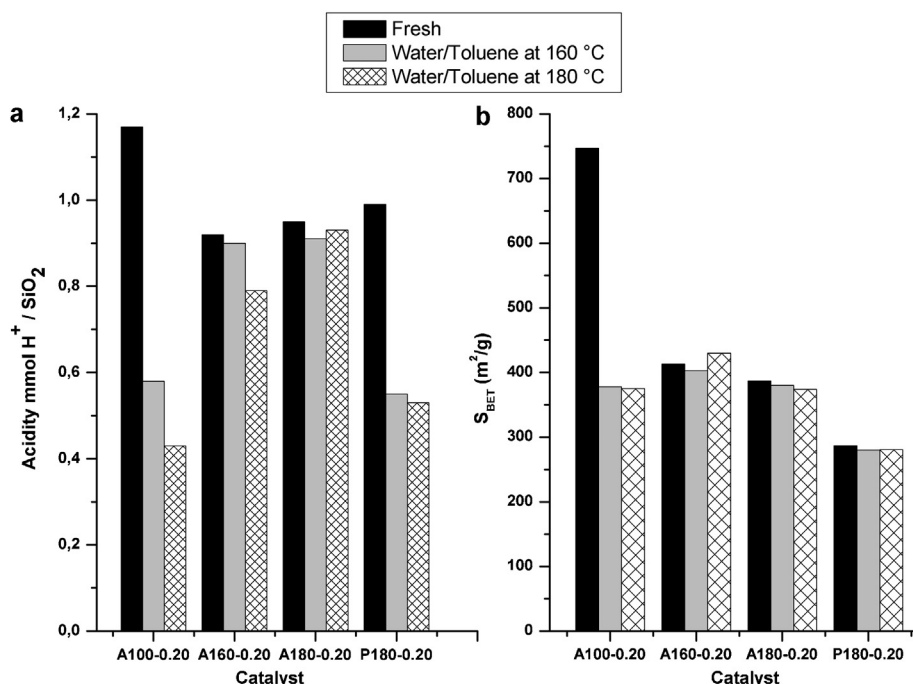 Fresh
Water/Toluene at 160 °C
Water/Toluene at 180 °C
a
1,2
1,0
0,8
0,6
0,4
0,2
0,0
Acidity mmol H⁺ / SiO₂
A100-0.20 A160-0.20 A180-0.20 P180-0.20
Catalyst
b
800
700
600
500
400
300
200
100
0
S_BET (m²/g)
A100-0.20 A160-0.20 A180-0.20 P180-0.20
Catalyst